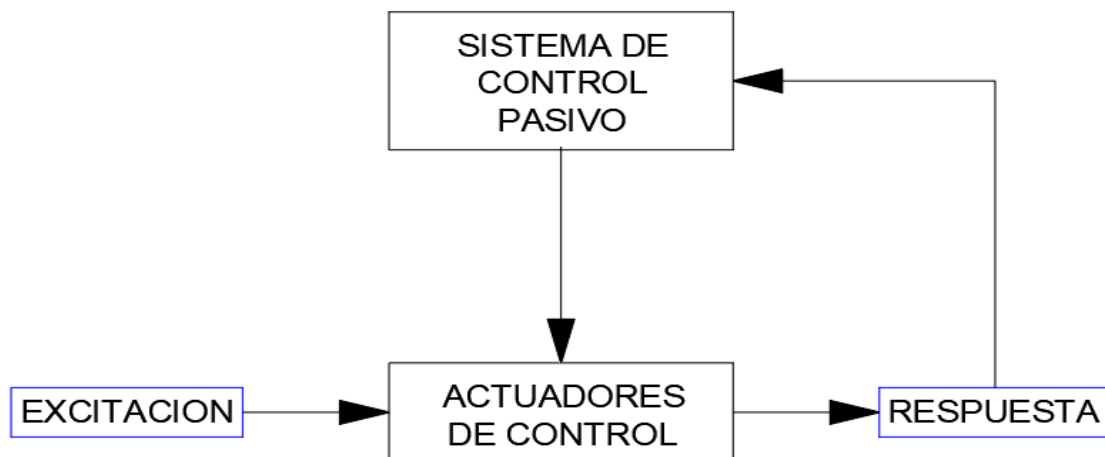 SISTEMA DE
CONTROL
PASIVO
EXCITACION
ACTUADORES
DE CONTROL
RESPUESTA